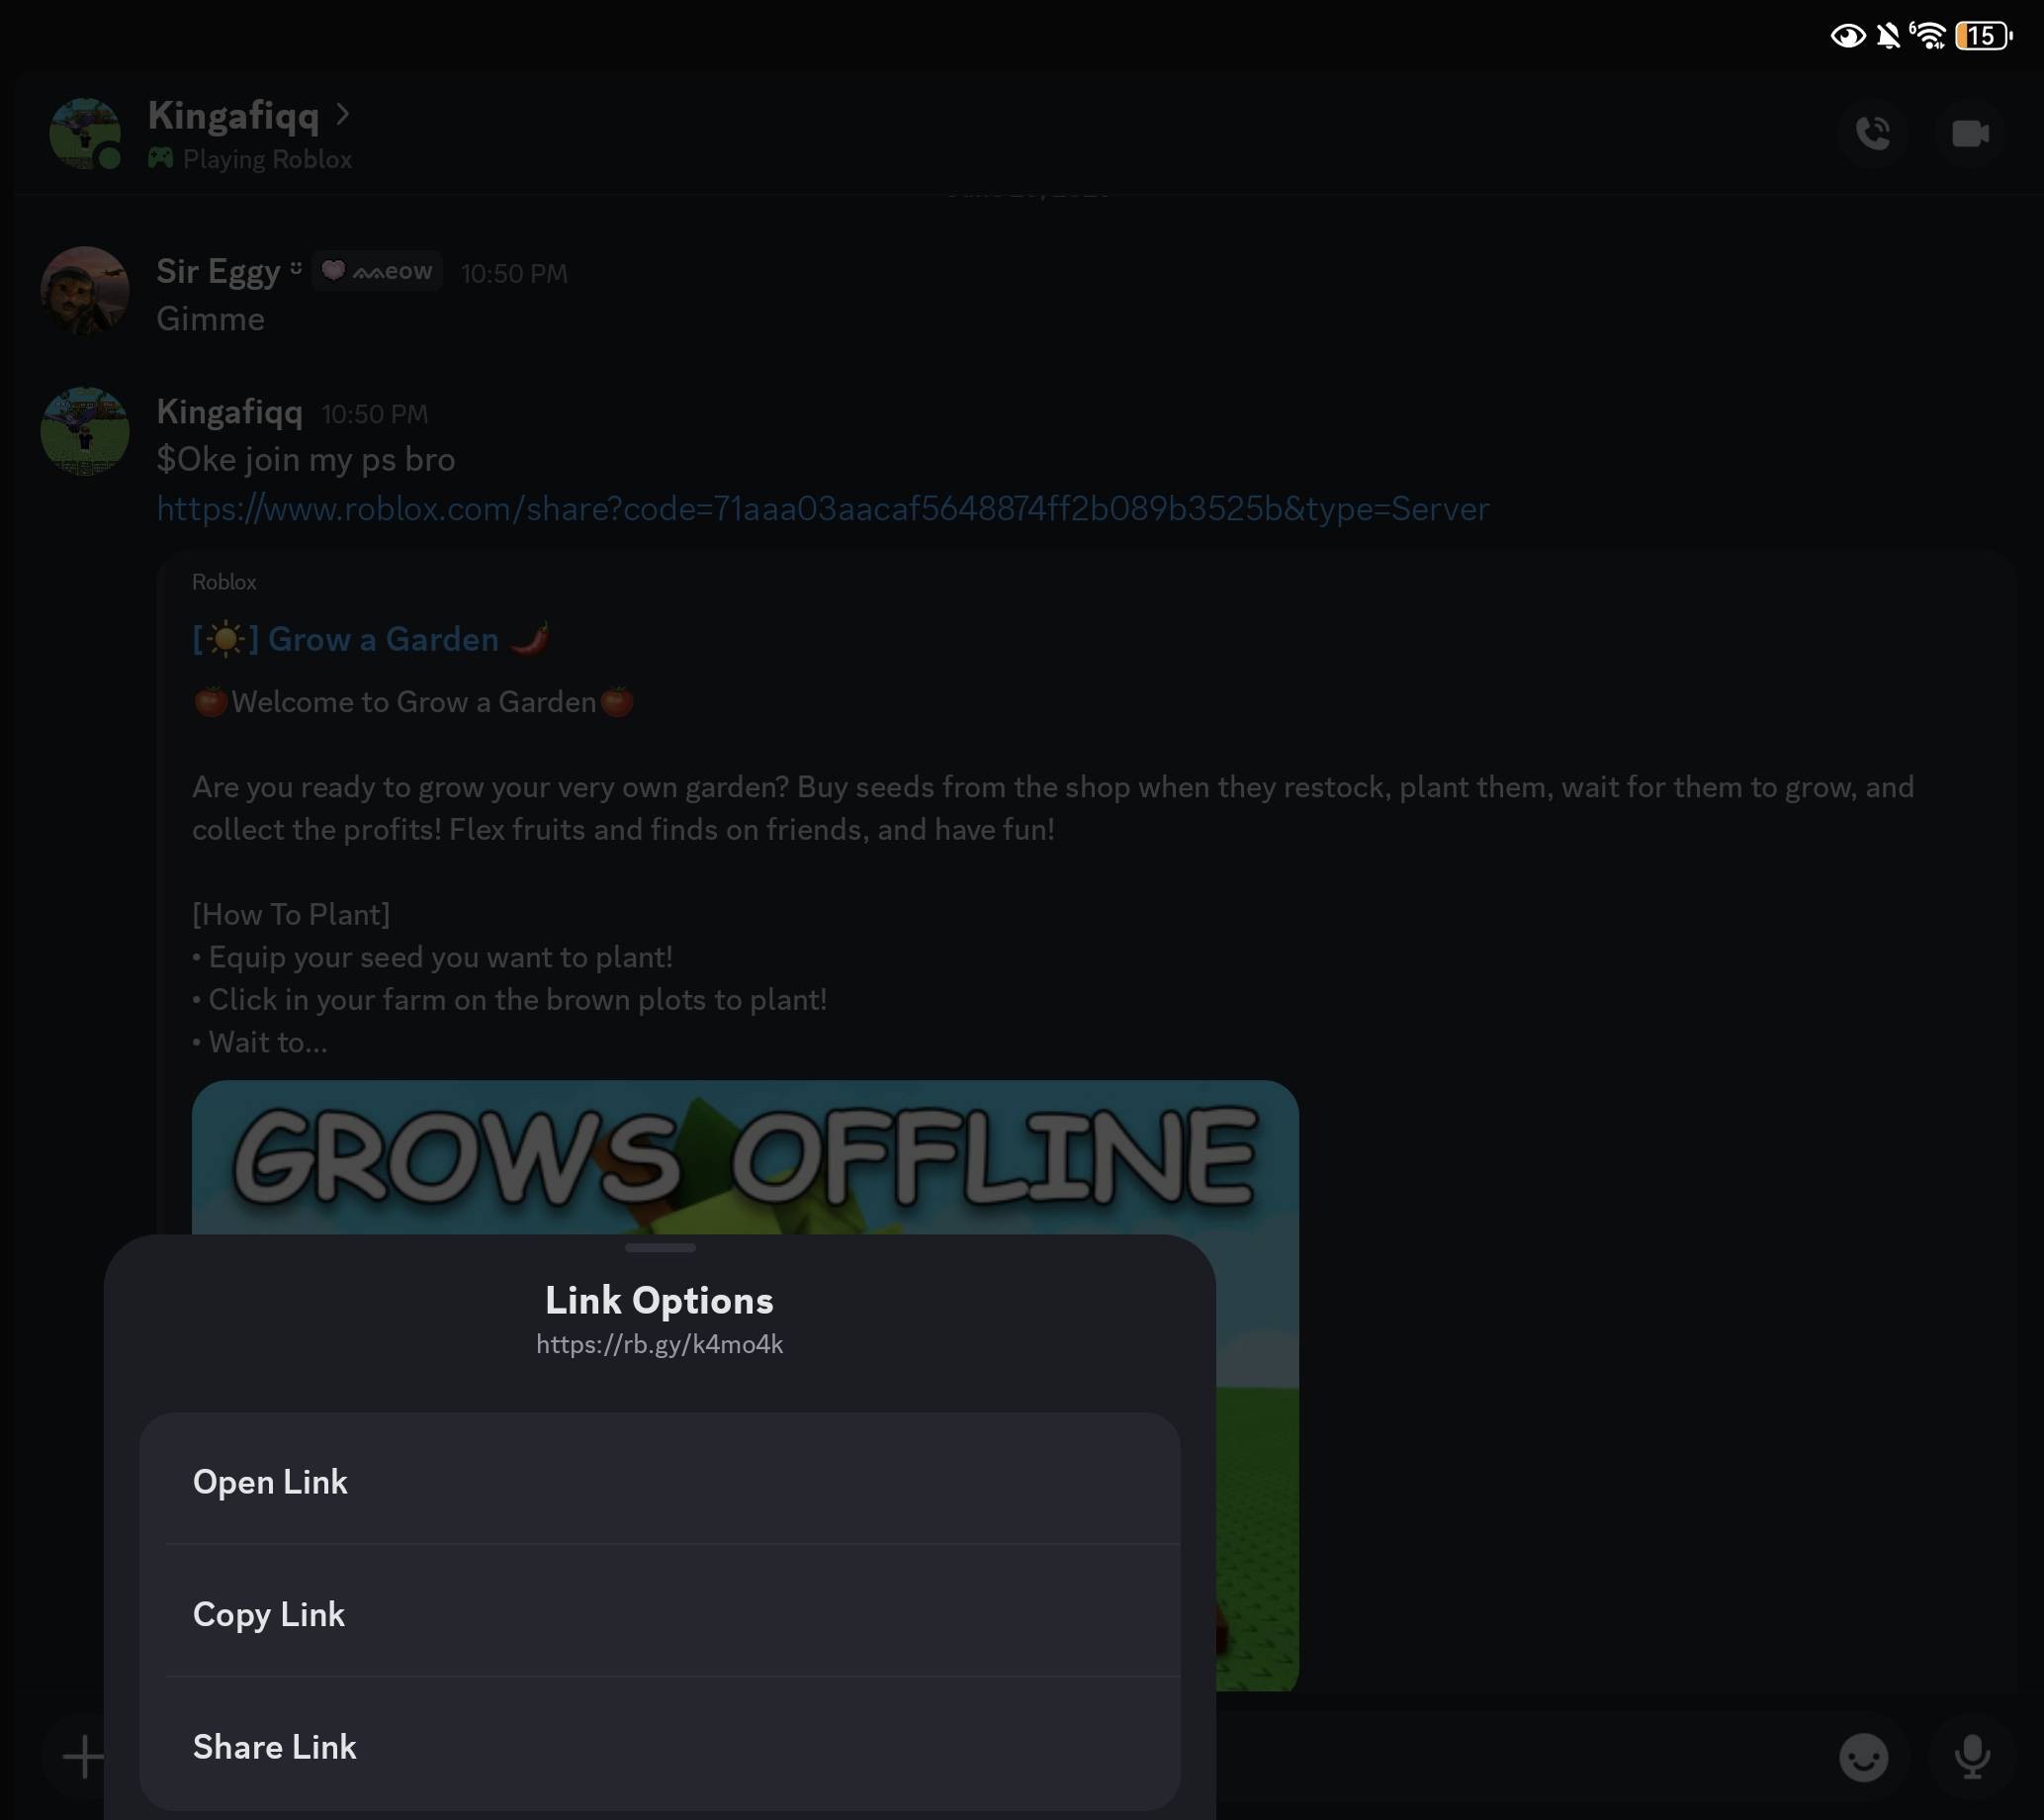 6
15
Kingafiqq
Playing Roblox
Sir Eggy
eow 10:50 PM
Gimme
Kingafiqq 10:50 PM
$Oke join my ps bro
https://www.roblox.com/share?code=71aaa03aacaf5648874ff2b089b3525b&type=Server
Roblox
[☀️] Grow a Garden 🌶️
🍅Welcome to Grow a Garden🍅
Are you ready to grow your very own garden? Buy seeds from the shop when they restock, plant them, wait for them to grow, and
collect the profits! Flex fruits and finds on friends, and have fun!
[How To Plant]
• Equip your seed you want to plant!
• Click in your farm on the brown plots to plant!
• Wait to...
GROWS OFFLINE
Link Options
https://rb.gy/k4mo4k
Open Link
Copy Link
Share Link